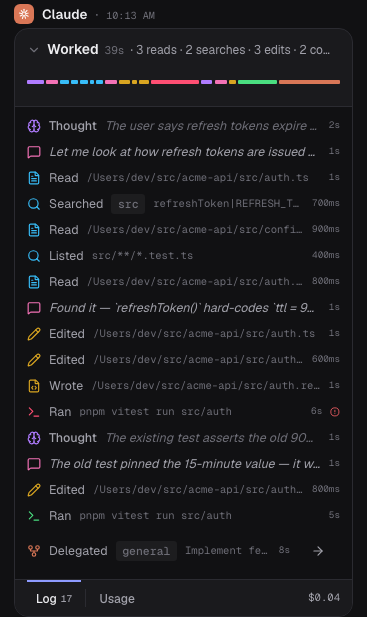 Claude · 10:13 AM
Worked 39s · 3 reads · 2 searches · 3 edits · 2 co…
Thought The user says refresh tokens expire … 2s
Let me look at how refresh tokens are issued … 1s
Read /Users/dev/src/acme-api/src/auth.ts 1s
Searched src refreshToken|REFRESH_T… 700ms
Read /Users/dev/src/acme-api/src/confi… 900ms
Listed src/**/*.test.ts 400ms
Read /Users/dev/src/acme-api/src/auth.… 800ms
Found it — `refreshToken()` hard-codes `ttl = 9… 1s
Edited /Users/dev/src/acme-api/src/auth.ts 1s
Edited /Users/dev/src/acme-api/src/auth… 600ms
Wrote /Users/dev/src/acme-api/src/auth.re… 1s
Ran pnpm vitest run src/auth 6s
Thought The existing test asserts the old 90… 1s
The old test pinned the 15-minute value — it w… 1s
Edited /Users/dev/src/acme-api/src/auth… 800ms
Ran pnpm vitest run src/auth 5s
Delegated general Implement fe… 8s →
Log 17 Usage $0.04